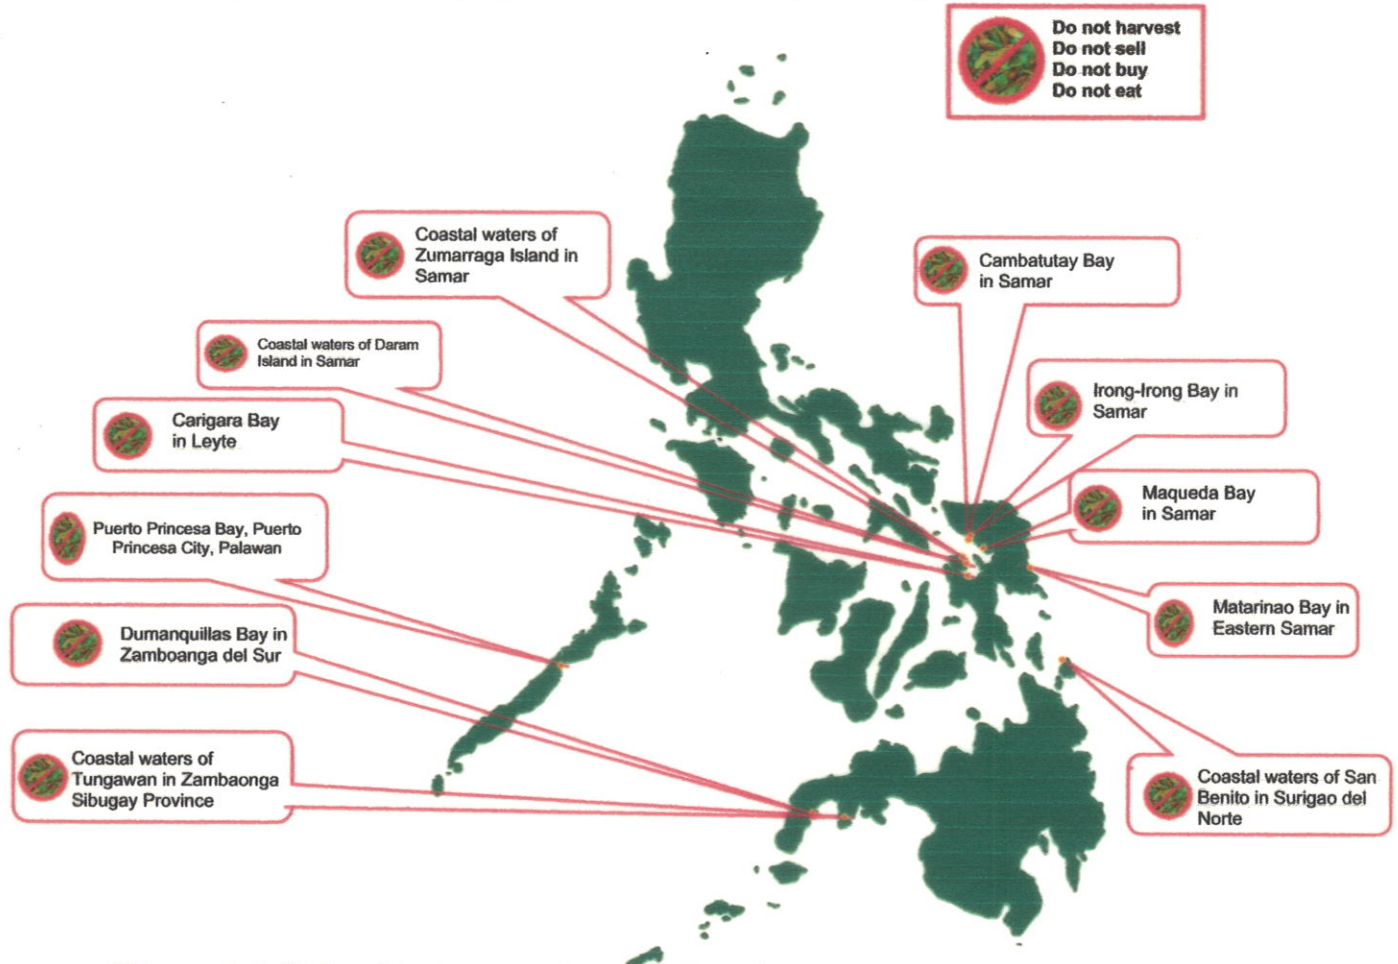 Do not harvest
Do not sell
Do not buy
Do not eat
Coastal waters of
Zumarraga Island in
Samar
Cambatutay Bay
in Samar
Coastal waters of Daram
Island in Samar
Irong-Irong Bay in
Samar
Carigara Bay
in Leyte
Maqueda Bay
in Samar
Puerto Princesa Bay, Puerto
Princesa City, Palawan
Matarinao Bay in
Eastern Samar
Dumanquillas Bay in
Zamboanga del Sur
Coastal waters of
Tungawan in Zambaonga
Sibugay Province
Coastal waters of San
Benito in Surigao del
Norte